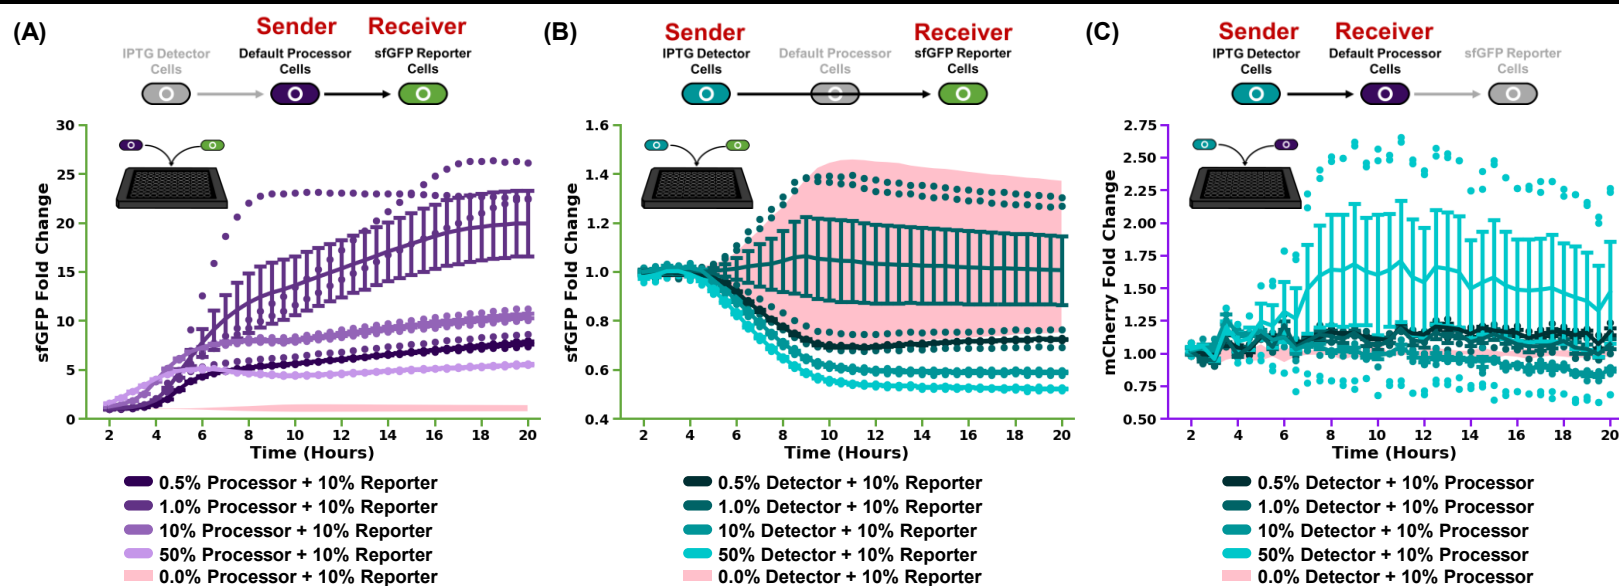 (A)
Sender
Receiver
IPTG Detector
Cells
Default Processor
Cells
sfGFP Reporter
Cells
30
25
20
15
10
5
0
sfGFP Fold Change
2 4 6 8 10 12 14 16 18 20
Time (Hours)
0.5% Processor + 10% Reporter
1.0% Processor + 10% Reporter
10% Processor + 10% Reporter
50% Processor + 10% Reporter
0.0% Processor + 10% Reporter
(B)
Sender
Receiver
IPTG Detector
Cells
Default Processor
Cells
sfGFP Reporter
Cells
1.6
1.4
1.2
1.0
0.8
0.6
0.4
sfGFP Fold Change
2 4 6 8 10 12 14 16 18 20
Time (Hours)
0.5% Detector + 10% Reporter
1.0% Detector + 10% Reporter
10% Detector + 10% Reporter
50% Detector + 10% Reporter
0.0% Detector + 10% Reporter
(C)
Sender
Receiver
IPTG Detector
Cells
Default Processor
Cells
sfGFP Reporter
Cells
2.75
2.50
2.25
2.00
1.75
1.50
1.25
1.00
0.75
0.50
mCherry Fold Change
2 4 6 8 10 12 14 16 18 20
Time (Hours)
0.5% Detector + 10% Processor
1.0% Detector + 10% Processor
10% Detector + 10% Processor
50% Detector + 10% Processor
0.0% Detector + 10% Processor